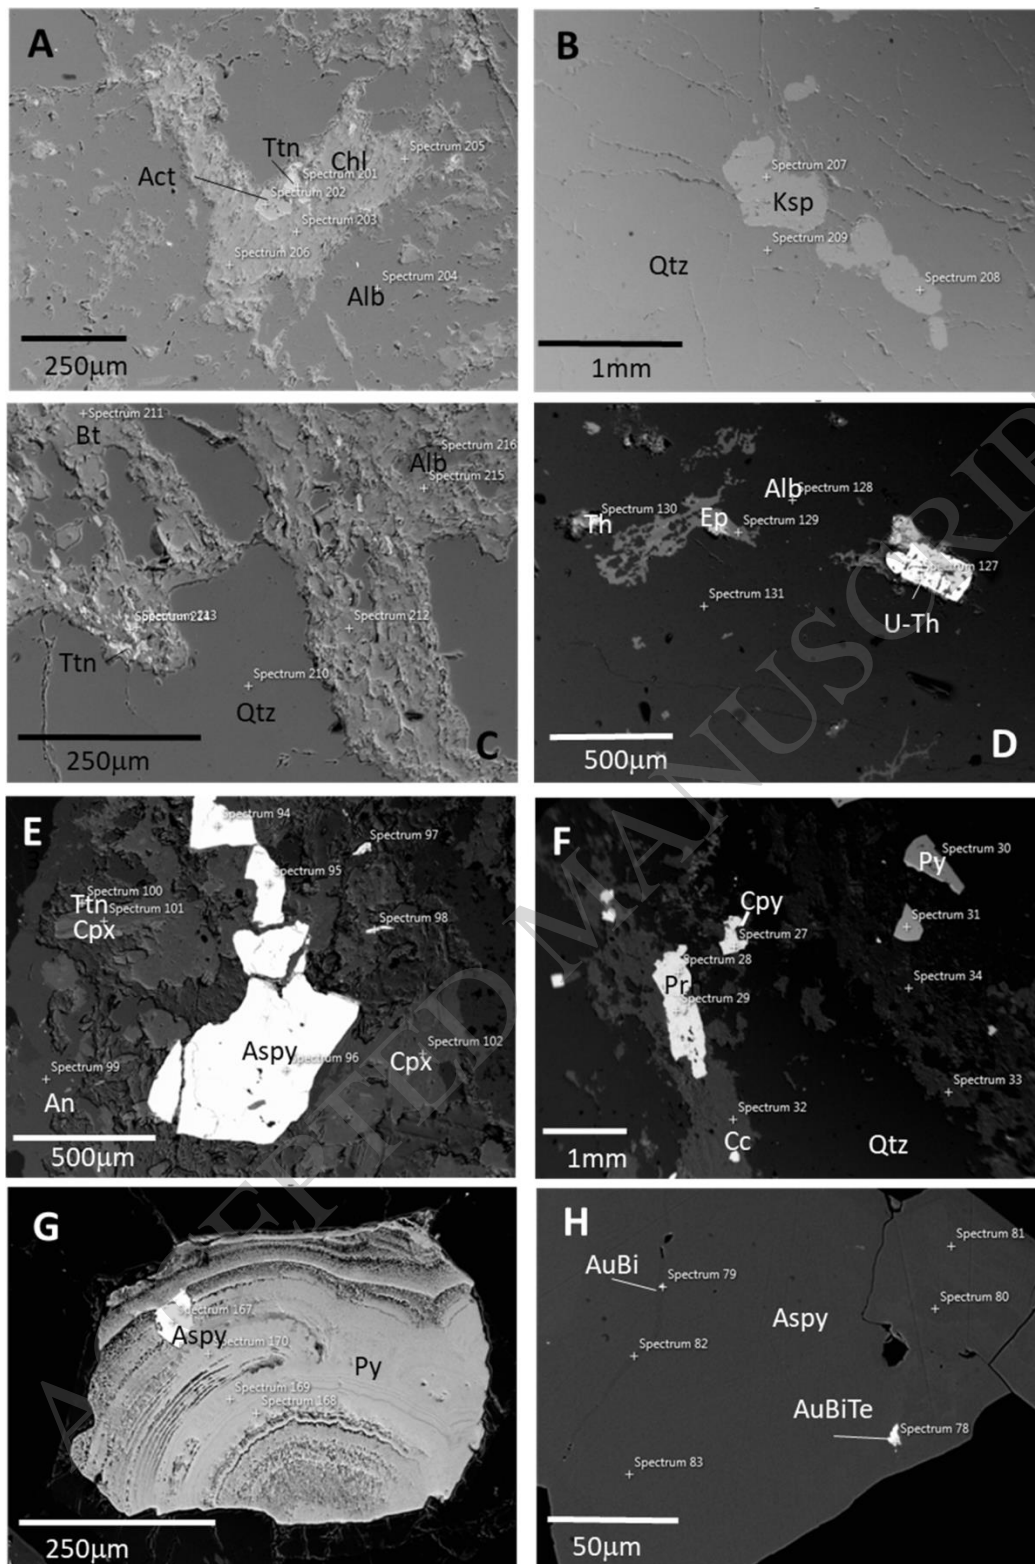 A
Ttn
Chl
Spectrum 205
Act
Spectrum 201
Spectrum 202
Spectrum 203
Spectrum 206
Spectrum 204
Alb
250µm
B
Spectrum 207
Ksp
Spectrum 209
Qtz
Spectrum 208
1mm
Spectrum 211
Bt
Spectrum 216
Alb
Spectrum 215
Spectrum 212
Ttn
Spectrum 210
Qtz
250µm
C
Alb
Spectrum 128
Spectrum 130
Th
Ep
Spectrum 129
Spectrum 127
Spectrum 131
U-Th
500µm
D
E
Spectrum 94
Spectrum 97
Spectrum 95
Spectrum 100
Ttn
Spectrum 101
Cpx
Spectrum 98
Aspy
Spectrum 102
Spectrum 96
Cpx
Spectrum 99
An
500µm
F
Spectrum 30
Py
Cpy
Spectrum 27
Spectrum 31
Spectrum 28
Pr
Spectrum 29
Spectrum 34
Spectrum 33
Spectrum 32
Cc
Qtz
1mm
G
Spectrum 167
Aspy
Spectrum 170
Py
Spectrum 169
Spectrum 168
250µm
H
Spectrum 81
AuBi
Spectrum 79
Spectrum 80
Aspy
Spectrum 82
AuBiTe
Spectrum 78
Spectrum 83
50µm